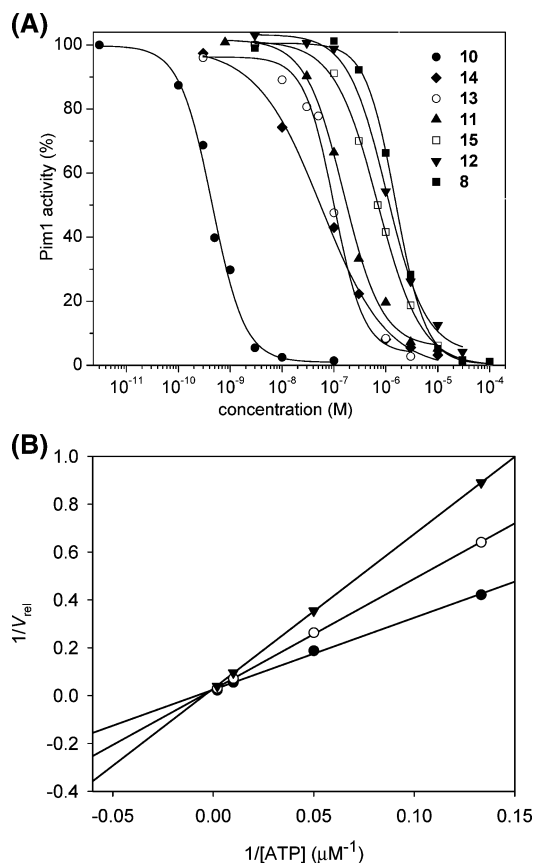 (A)
100
80
60
40
20
0
Pim1 activity (%)
10
14
13
11
15
12
8
10⁻¹¹ 10⁻¹⁰ 10⁻⁹ 10⁻⁸ 10⁻⁷ 10⁻⁶ 10⁻⁵ 10⁻⁴
concentration (M)
(B)
1.0
0.8
0.6
0.4
0.2
0.0
-0.2
-0.4
1/Vrel
-0.05 0.00 0.05 0.10 0.15
1/[ATP] (μM⁻¹)